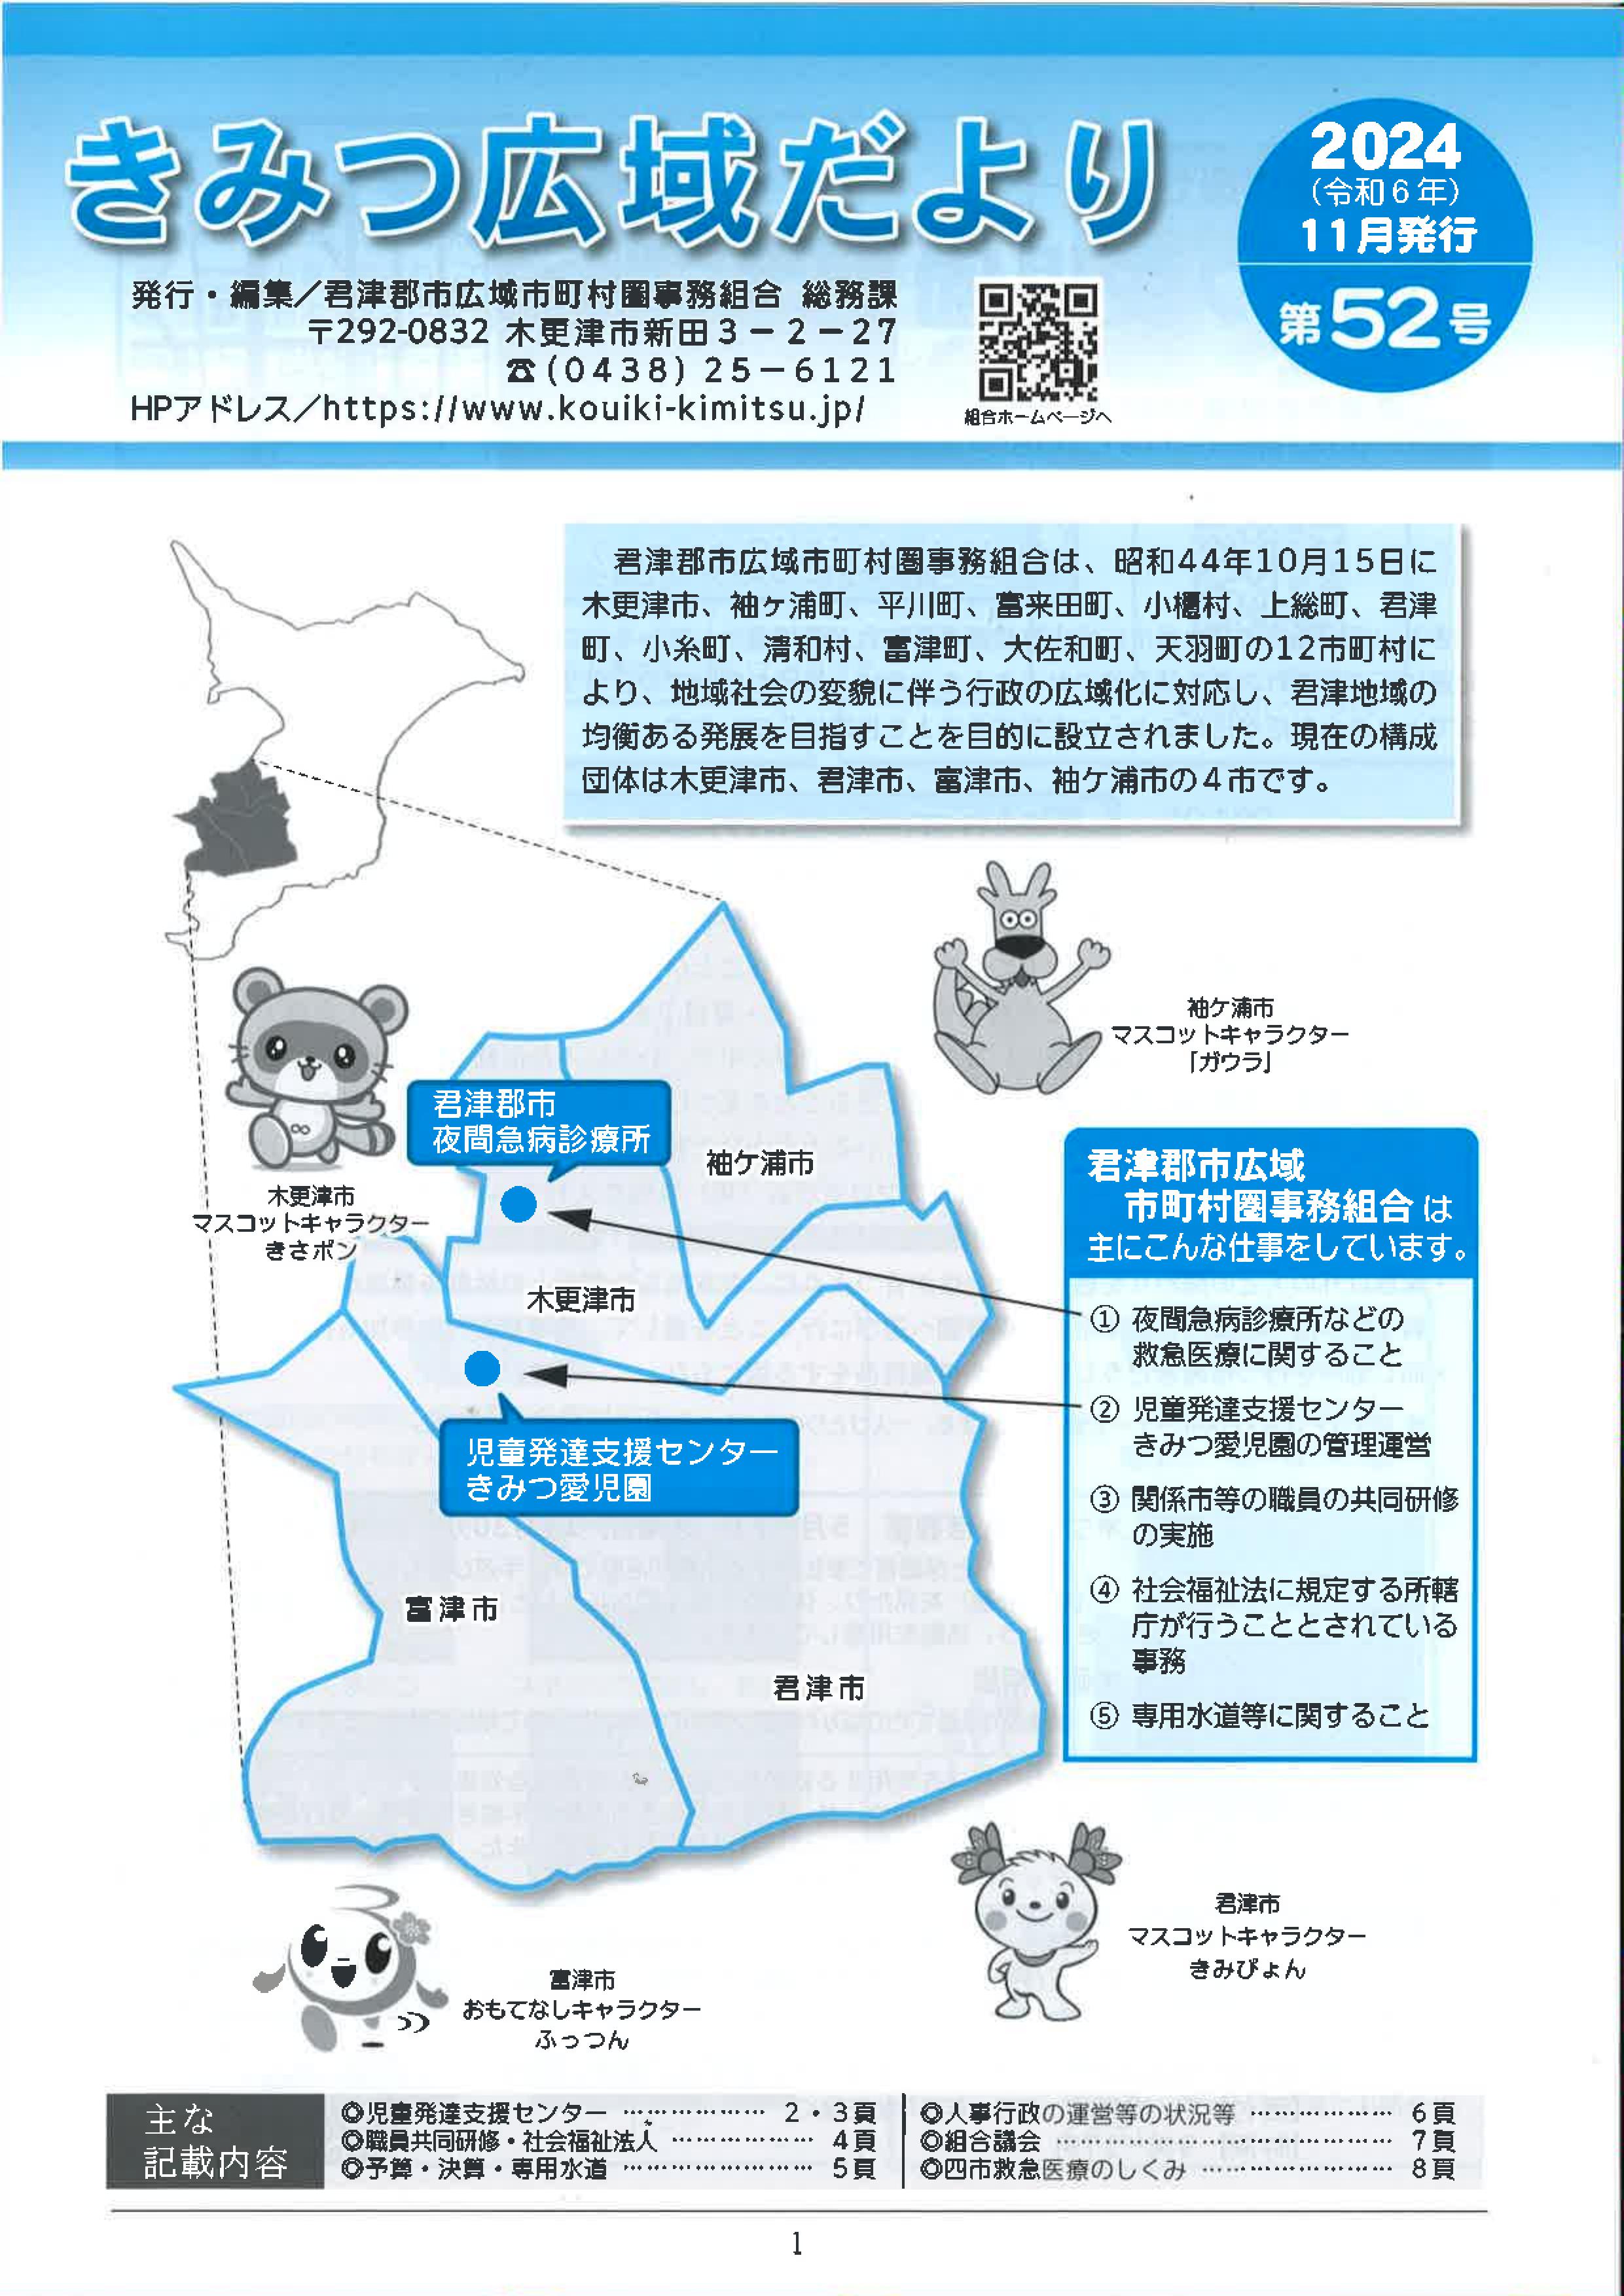 きみつ広域だより
2024
(令和6年)
11月発行
第52号
発行・編集／君津郡市広域市町村圏事務組合 総務課
〒292-0832 木更津市新田3－2－27
☎(0438) 25－6121
HPアドレス／https://www.kouiki-kimitsu.jp/
組合ホームページへ
君津郡市広域市町村圏事務組合は、昭和44年10月15日に
木更津市、袖ヶ浦町、平川町、富来田町、小櫃村、上総町、君津
町、小糸町、清和村、富津町、大佐和町、天羽町の12市町村に
より、地域社会の変貌に伴う行政の広域化に対応し、君津地域の
均衡ある発展を目指すことを目的に設立されました。現在の構成
団体は木更津市、君津市、富津市、袖ケ浦市の4市です。
袖ケ浦市
マスコットキャラクター
「ガウラ」
木更津市
マスコットキャラクター
きさポン
君津郡市
夜間急病診療所
袖ケ浦市
木更津市
児童発達支援センター
きみつ愛児園
富津市
君津市
君津郡市広域
市町村圏事務組合 は
主にこんな仕事をしています。
① 夜間急病診療所などの
救急医療に関すること
② 児童発達支援センター
きみつ愛児園の管理運営
③ 関係市等の職員の共同研修
の実施
④ 社会福祉法に規定する所轄
庁が行うこととされている
事務
⑤ 専用水道等に関すること
君津市
マスコットキャラクター
きみぴょん
富津市
おもてなしキャラクター
ふっつん
主な
記載内容
◎児童発達支援センター ……………… 2・3頁
◎職員共同研修・社会福祉法人 ……………… 4頁
◎予算・決算・専用水道 …………………… 5頁
◎人事行政の運営等の状況等 ……………… 6頁
◎組合議会 …………………………………… 7頁
◎四市救急医療のしくみ …………………… 8頁
1